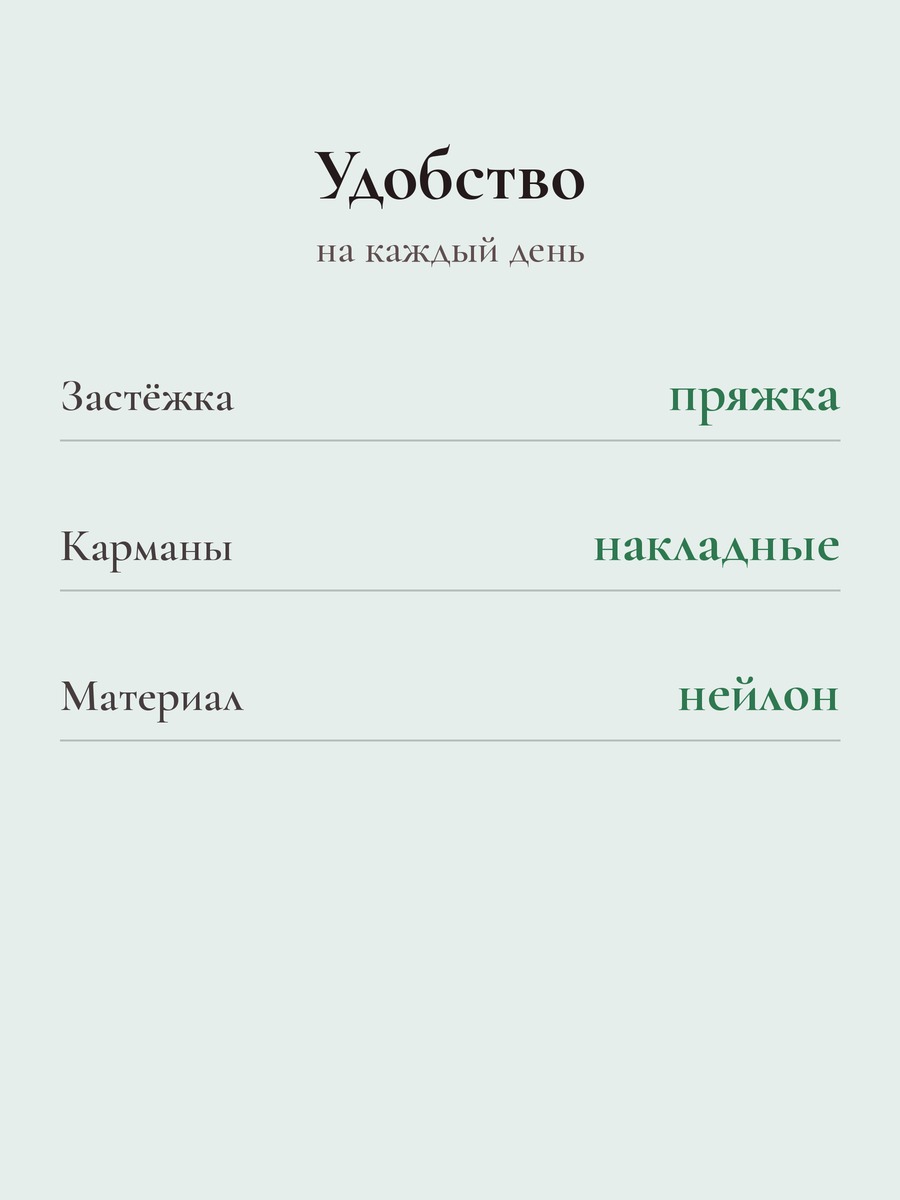 Удобство
на каждый день
Застёжка пряжка
Карманы накладные
Материал нейлон